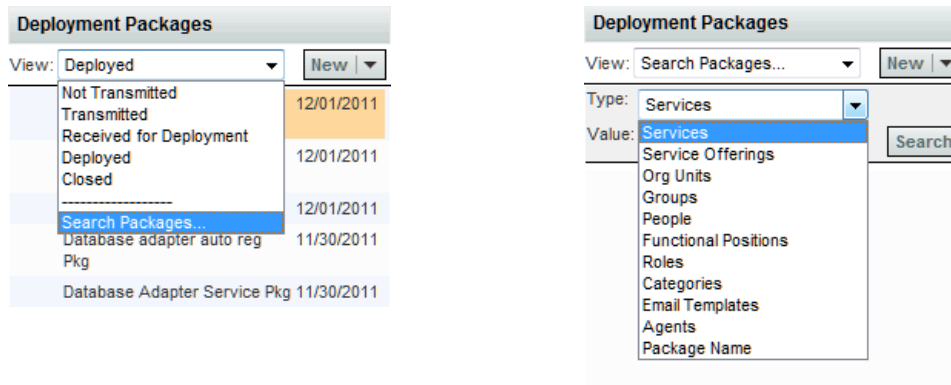 Deployment Packages
View: Deployed New
Not Transmitted
Transmitted
Received for Deployment
Deployed
Closed
------------------
Search Packages...
12/01/2011
12/01/2011
12/01/2011
Database adapter auto reg 11/30/2011
Pkg
Database Adapter Service Pkg 11/30/2011
Deployment Packages
View: Search Packages... New
Type: Services
Value: Search
Services
Service Offerings
Org Units
Groups
People
Functional Positions
Roles
Categories
Email Templates
Agents
Package Name